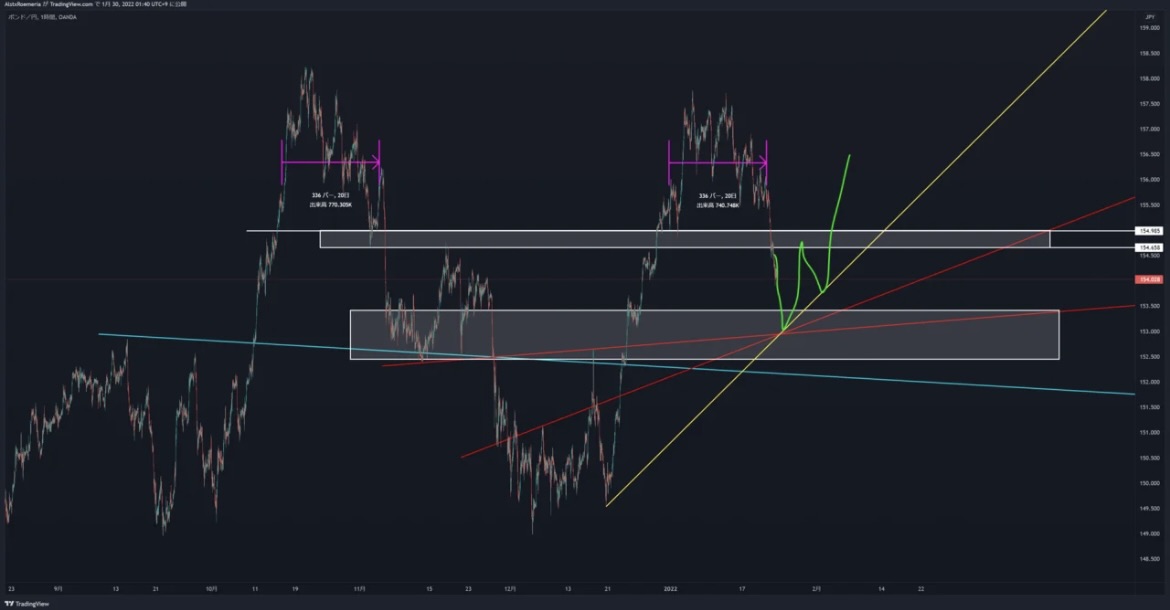 AloisRoemeris が TradingView.com で 1月 30, 2022 01:40 UTC+9 に公開
ポンド／円, 1時間, OANDA
JPY
159.000
158.500
158.000
157.500
157.000
156.500
156.000
155.500
154.985
154.658
154.500
154.028
153.500
153.000
152.500
152.000
151.500
151.000
150.500
150.000
149.500
149.000
148.500
336 バー, 20日
出来高 770.305K
336 バー, 20日
出来高 740.748K
23 9月 13 21 10月 11 19 11月 15 23 12月 13 21 2022 17 2月 14 22
TradingView